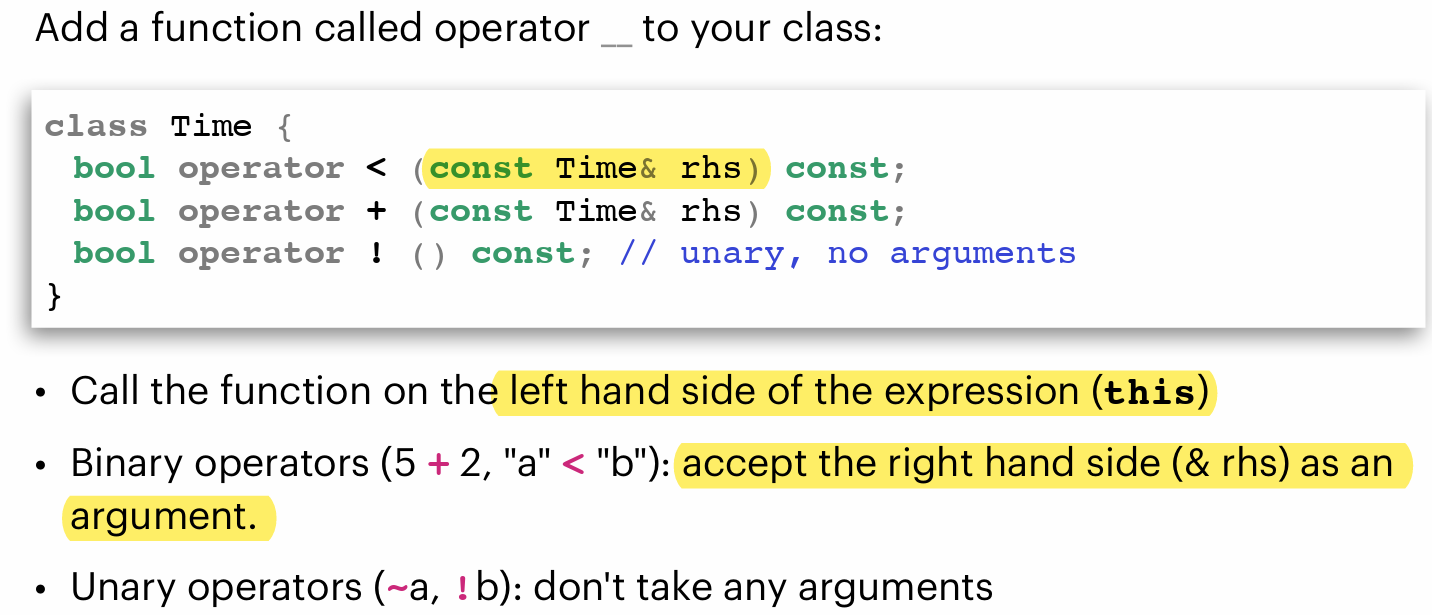 Add a function called operator __ to your class:
class Time {
bool operator < (const Time& rhs) const;
bool operator + (const Time& rhs) const;
bool operator ! () const; // unary, no arguments
}
• Call the function on the left hand side of the expression (this)
• Binary operators (5 + 2, "a" < "b"): accept the right hand side (& rhs) as an
argument.
• Unary operators (~a, !b): don't take any arguments